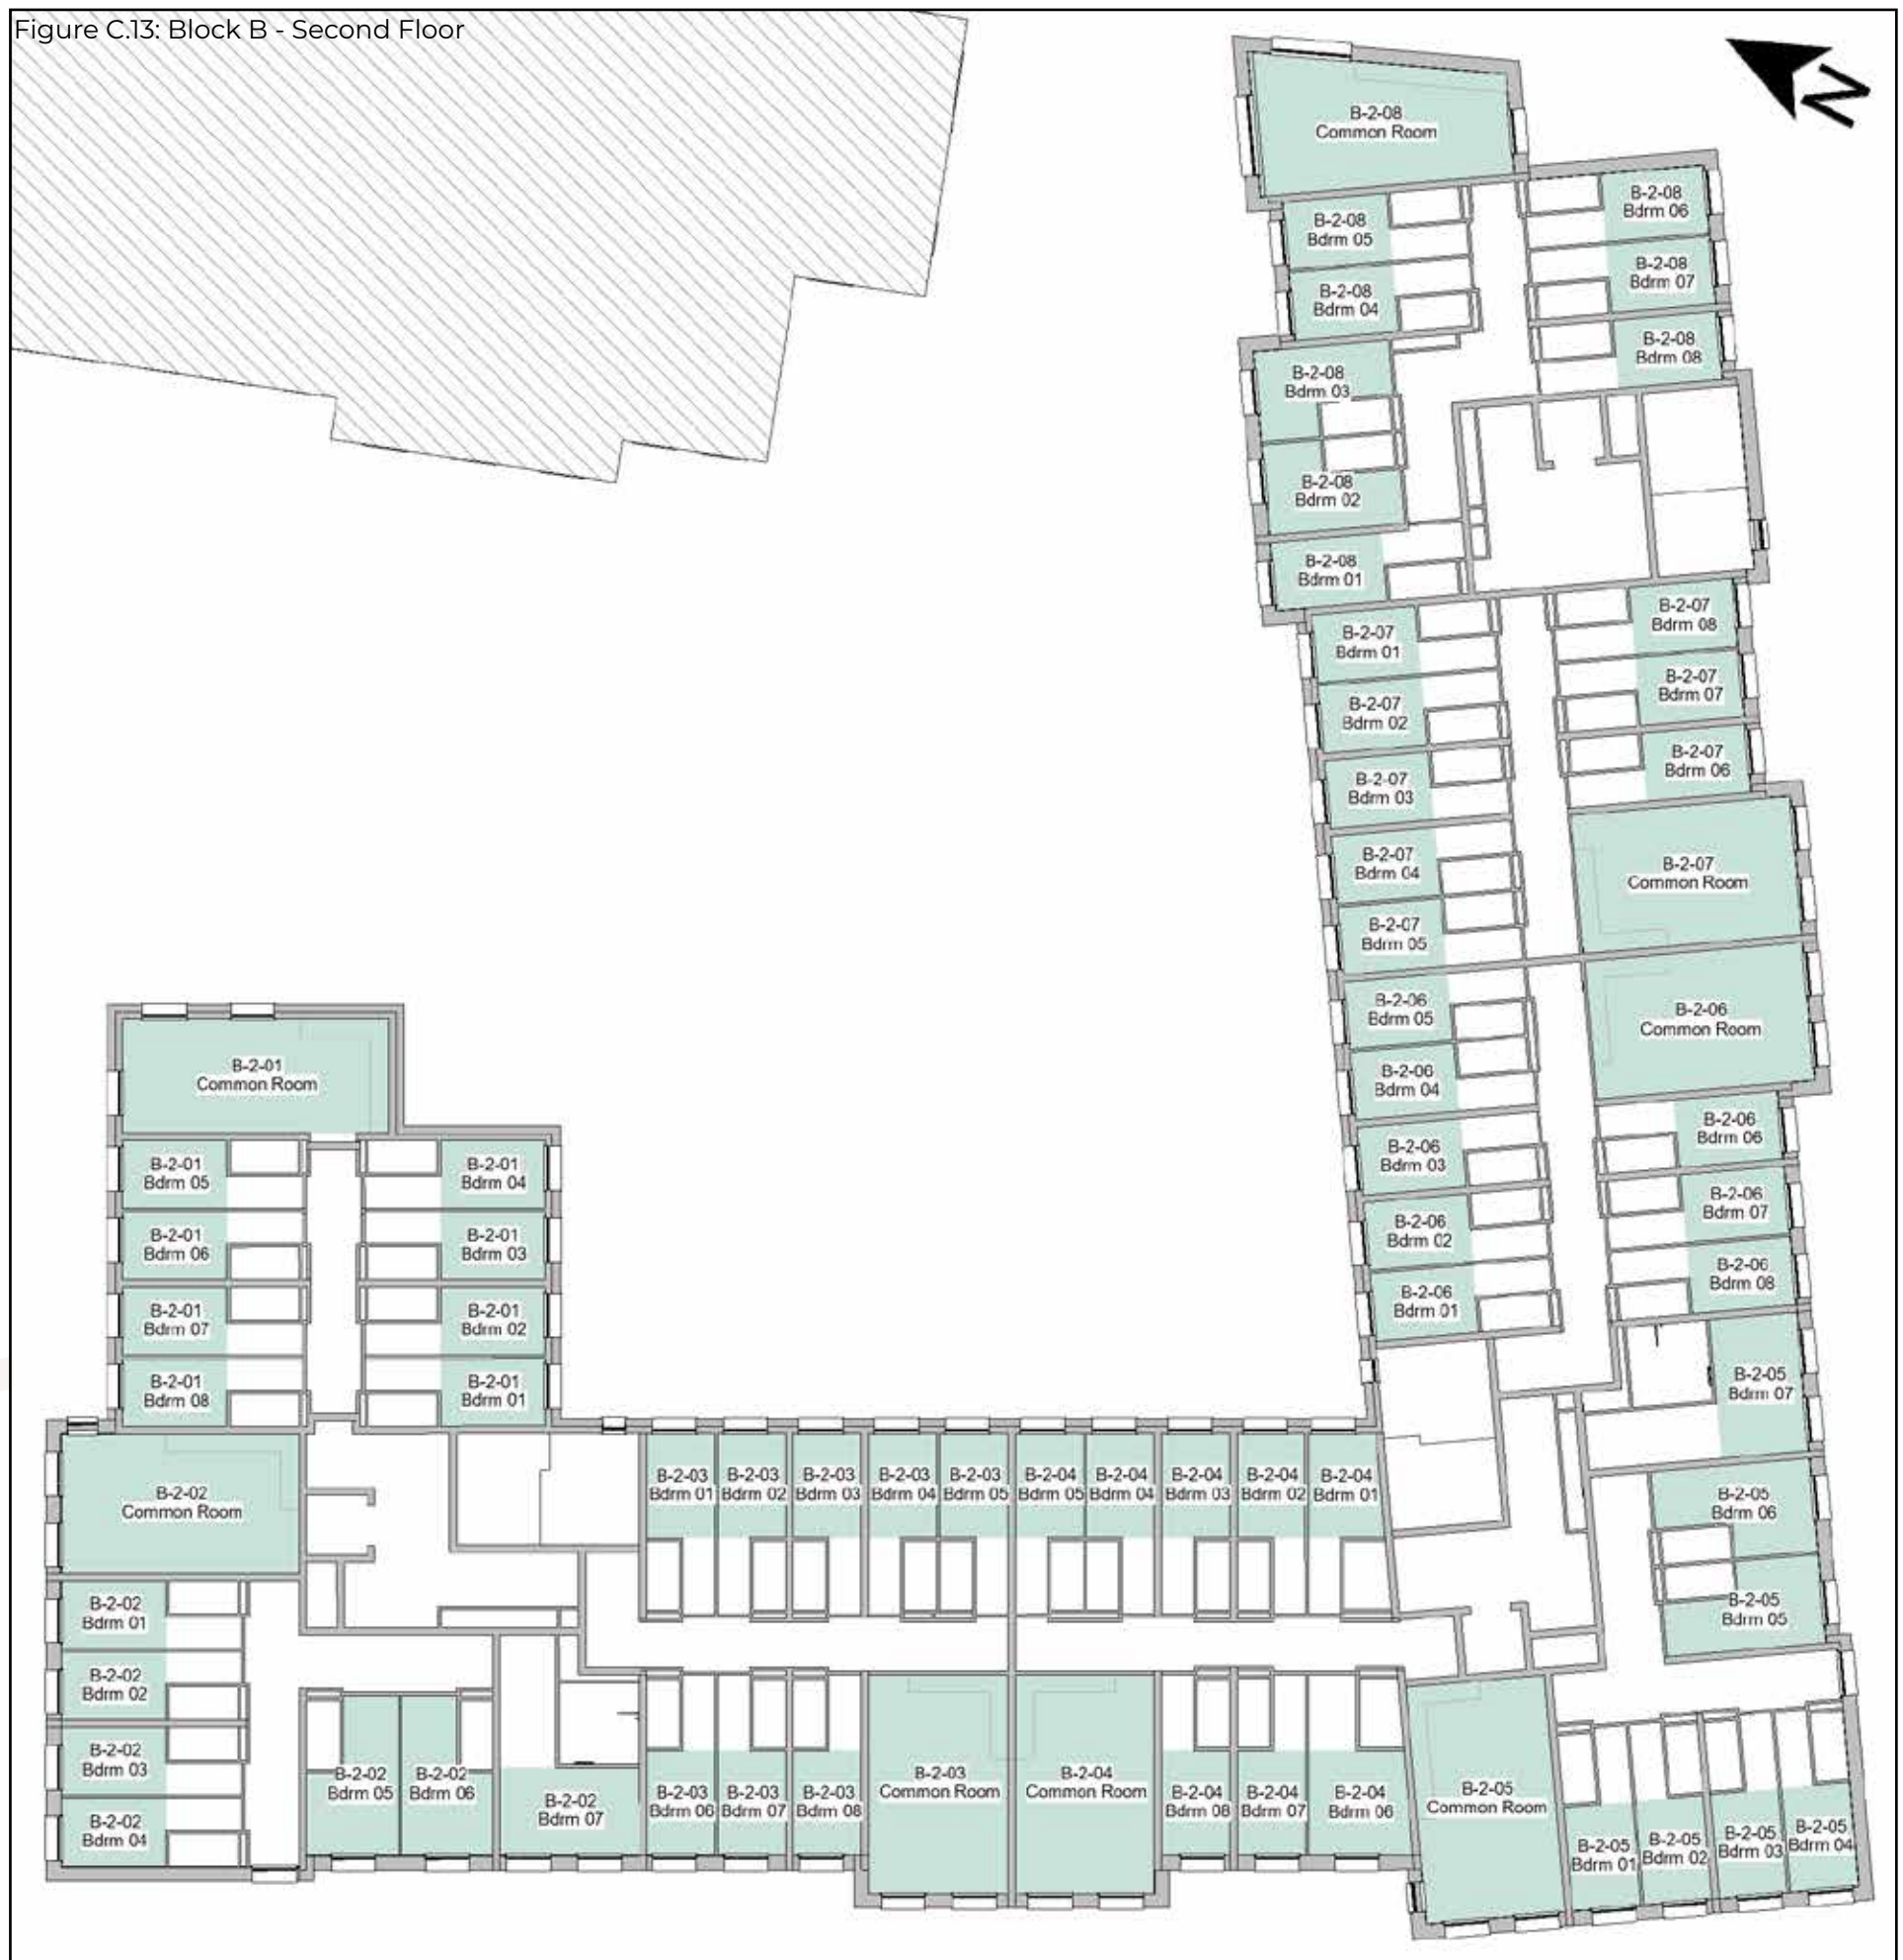 Figure C.13: Block B - Second Floor
N
B-2-08
Common Room
B-2-08
Bdrm 05
B-2-08
Bdrm 06
B-2-08
Bdrm 04
B-2-08
Bdrm 07
B-2-08
Bdrm 03
B-2-08
Bdrm 08
B-2-08
Bdrm 02
B-2-08
Bdrm 01
B-2-07
Bdrm 01
B-2-07
Bdrm 08
B-2-07
Bdrm 02
B-2-07
Bdrm 07
B-2-07
Bdrm 03
B-2-07
Bdrm 06
B-2-07
Bdrm 04
B-2-07
Common Room
B-2-07
Bdrm 05
B-2-06
Bdrm 05
B-2-06
Common Room
B-2-06
Bdrm 04
B-2-06
Bdrm 03
B-2-06
Bdrm 06
B-2-06
Bdrm 02
B-2-06
Bdrm 07
B-2-06
Bdrm 01
B-2-06
Bdrm 08
B-2-05
Bdrm 07
B-2-05
Bdrm 06
B-2-05
Bdrm 05
B-2-01
Common Room
B-2-01
Bdrm 05
B-2-01
Bdrm 04
B-2-01
Bdrm 06
B-2-01
Bdrm 03
B-2-01
Bdrm 07
B-2-01
Bdrm 02
B-2-01
Bdrm 08
B-2-01
Bdrm 01
B-2-02
Common Room
B-2-03
Bdrm 01
B-2-03
Bdrm 02
B-2-03
Bdrm 03
B-2-03
Bdrm 04
B-2-03
Bdrm 05
B-2-04
Bdrm 05
B-2-04
Bdrm 04
B-2-04
Bdrm 03
B-2-04
Bdrm 02
B-2-04
Bdrm 01
B-2-02
Bdrm 01
B-2-02
Bdrm 02
B-2-02
Bdrm 03
B-2-02
Bdrm 04
B-2-02
Bdrm 05
B-2-02
Bdrm 06
B-2-02
Bdrm 07
B-2-03
Bdrm 06
B-2-03
Bdrm 07
B-2-03
Bdrm 08
B-2-03
Common Room
B-2-04
Common Room
B-2-04
Bdrm 08
B-2-04
Bdrm 07
B-2-04
Bdrm 06
B-2-05
Common Room
B-2-05
Bdrm 01
B-2-05
Bdrm 02
B-2-05
Bdrm 03
B-2-05
Bdrm 04